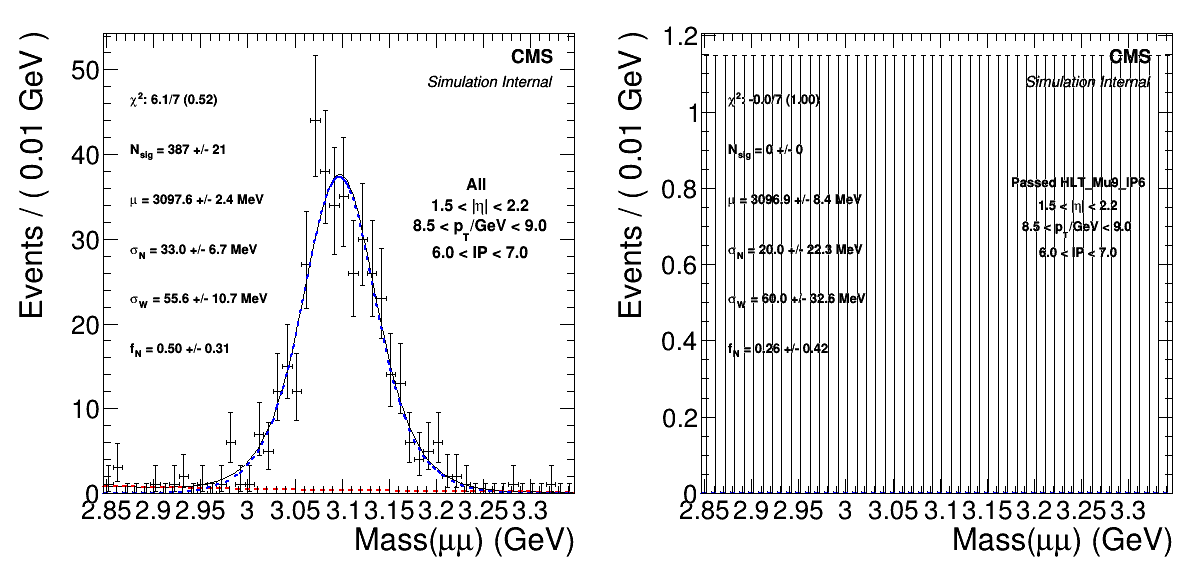 CMS
Simulation Internal
χ²: 6.1/7 (0.52)
N_sig = 387 +/- 21
μ = 3097.6 +/- 2.4 MeV
σ_N = 33.0 +/- 6.7 MeV
σ_W = 55.6 +/- 10.7 MeV
f_N = 0.50 +/- 0.31
All
1.5 < |η| < 2.2
8.5 < p_T/GeV < 9.0
6.0 < IP < 7.0
Events / ( 0.01 GeV )
50
40
30
20
10
0
2.85 2.9 2.95 3 3.05 3.1 3.15 3.2 3.25 3.3
Mass(μμ) (GeV)
CMS
Simulation Internal
χ²: -0.0/7 (1.00)
N_sig = 0 +/- 0
μ = 3096.9 +/- 8.4 MeV
σ_N = 20.0 +/- 22.3 MeV
σ_W = 60.0 +/- 32.6 MeV
f_N = 0.26 +/- 0.42
Passed HLT_Mu9_IP6
1.5 < |η| < 2.2
8.5 < p_T/GeV < 9.0
6.0 < IP < 7.0
Events / ( 0.01 GeV )
1.2
1
0.8
0.6
0.4
0.2
0
2.85 2.9 2.95 3 3.05 3.1 3.15 3.2 3.25 3.3
Mass(μμ) (GeV)